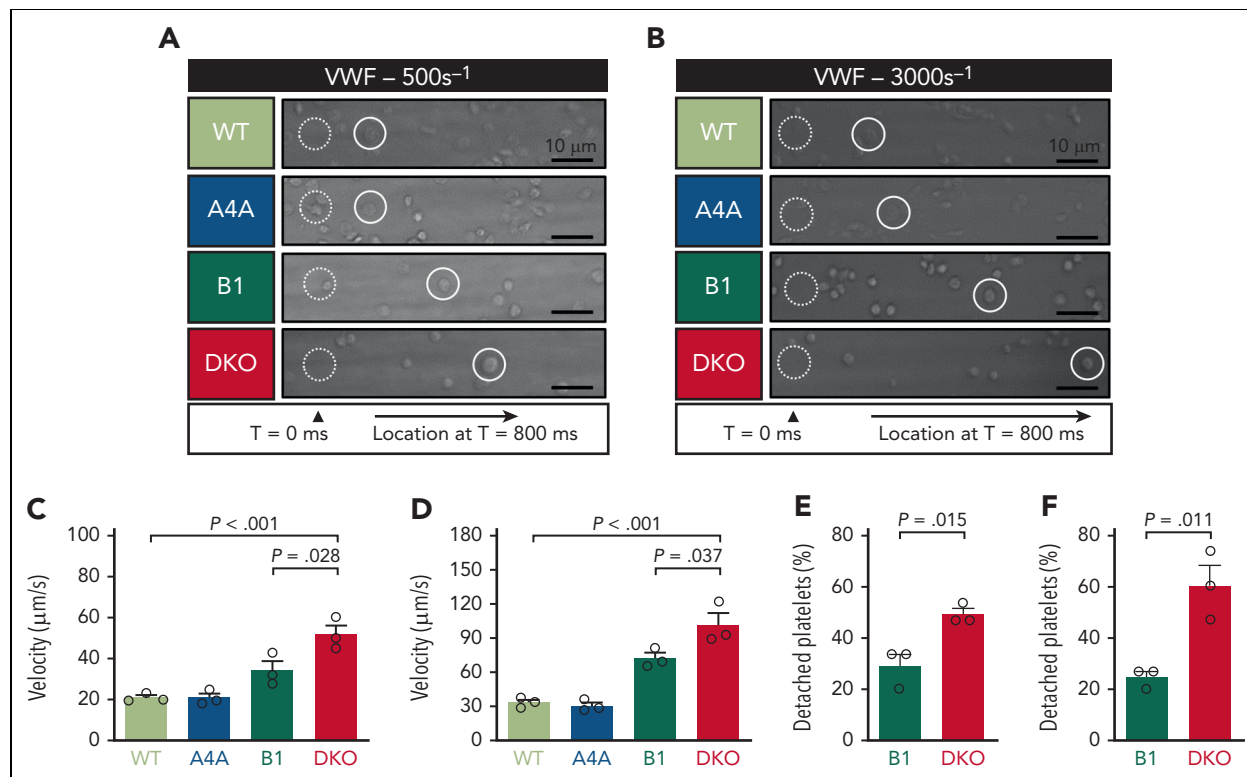 A
VWF – 500s⁻¹
WT
10 μm
A4A
B1
DKO
T = 0 ms
Location at T = 800 ms
B
VWF – 3000s⁻¹
WT
10 μm
A4A
B1
DKO
T = 0 ms
Location at T = 800 ms
C
Velocity (μm/s)
100
80
60
40
20
0
P < .001
P = .028
WT A4A B1 DKO
D
Velocity (μm/s)
180
150
120
90
60
30
0
P < .001
P = .037
WT A4A B1 DKO
E
Detached platelets (%)
80
60
40
20
0
P = .015
B1 DKO
F
Detached platelets (%)
80
60
40
20
0
P = .011
B1 DKO